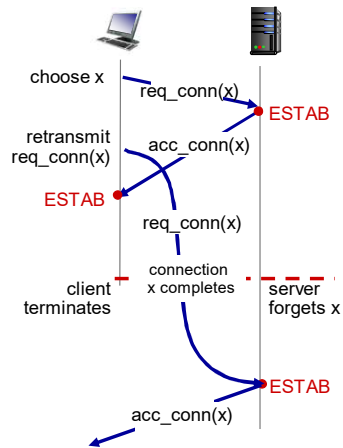 choose x
req_conn(x)
ESTAB
retransmit
req_conn(x)
acc_conn(x)
ESTAB
req_conn(x)
connection
x completes
client
terminates
server
forgets x
ESTAB
acc_conn(x)